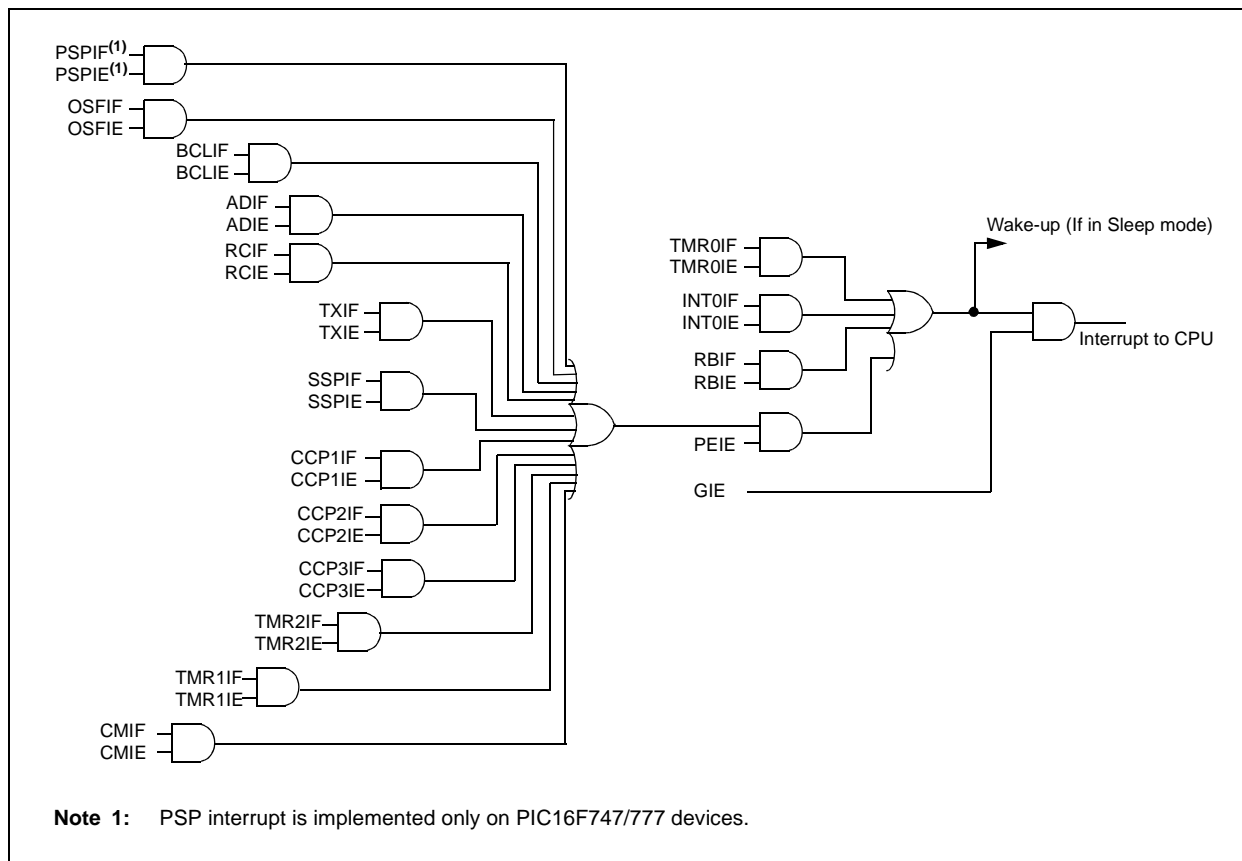 PSPIF(1)
PSPIE(1)
OSFIF
OSFIE
BCLIF
BCLIE
ADIF
ADIE
RCIF
RCIE
TXIF
TXIE
SSPIF
SSPIE
CCP1IF
CCP1IE
CCP2IF
CCP2IE
CCP3IF
CCP3IE
TMR2IF
TMR2IE
TMR1IF
TMR1IE
CMIF
CMIE
TMR0IF
TMR0IE
INT0IF
INT0IE
RBIF
RBIE
PEIE
GIE
Wake-up (If in Sleep mode)
Interrupt to CPU
Note 1: PSP interrupt is implemented only on PIC16F747/777 devices.